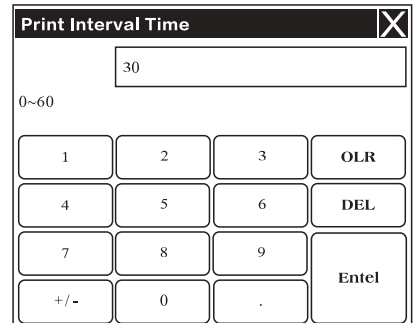 Print Interval Time X
30
0~60
1 2 3 OLR
4 5 6 DEL
7 8 9
Entel
+/- 0 .